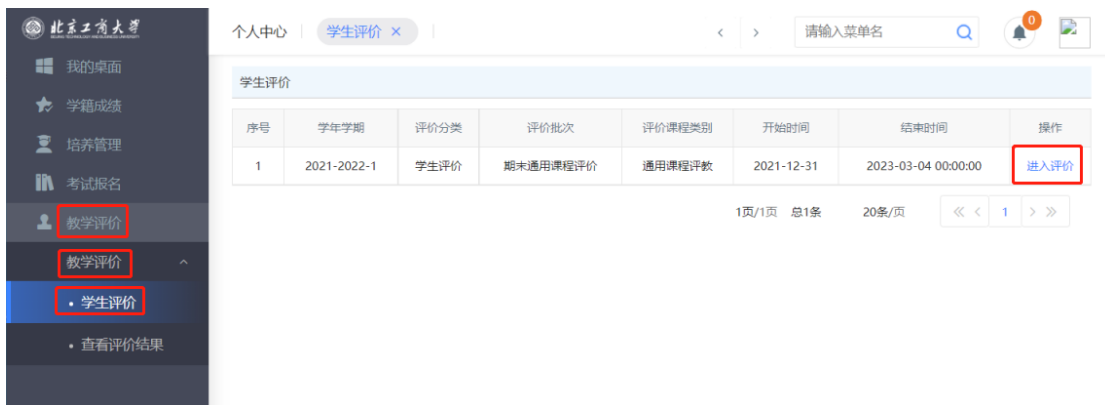 北京工商大学
我的桌面
学籍成绩
培养管理
考试报名
教学评价
教学评价
• 学生评价
• 查看评价结果
个人中心 学生评价 × < > 请输入菜单名 0
学生评价
序号 学年学期 评价分类 评价批次 评价课程类别 开始时间 结束时间 操作
1 2021-2022-1 学生评价 期末通用课程评价 通用课程评教 2021-12-31 2023-03-04 00:00:00 进入评价
1页/1页 总1条 20条/页 << < 1 > >>